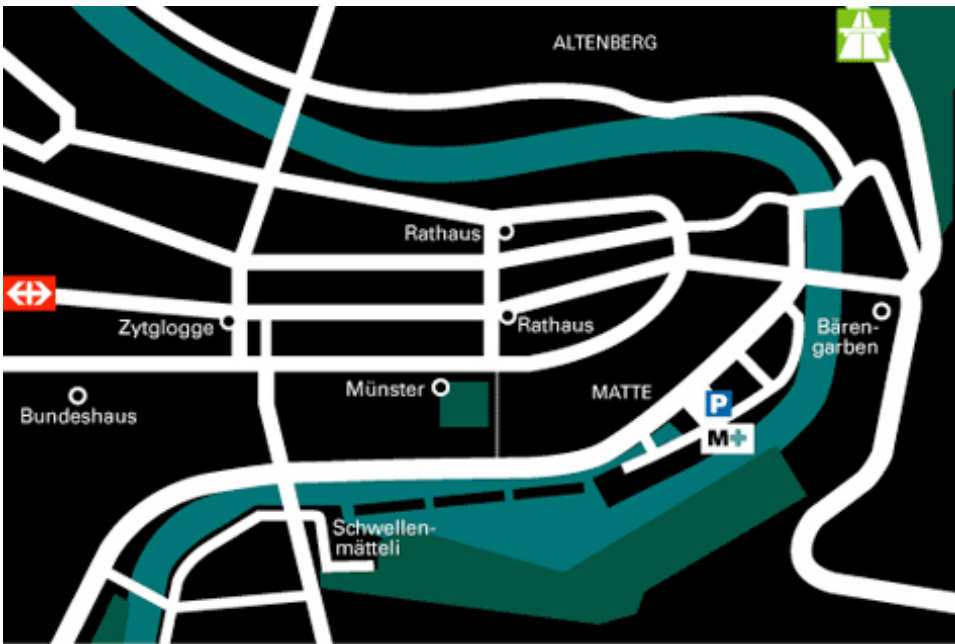 ALTENBERG
Rathaus
Zytglogge
Rathaus
Bären-
garben
Münster
MATTE
Bundeshaus
P
M+
Schwellen-
mätteli